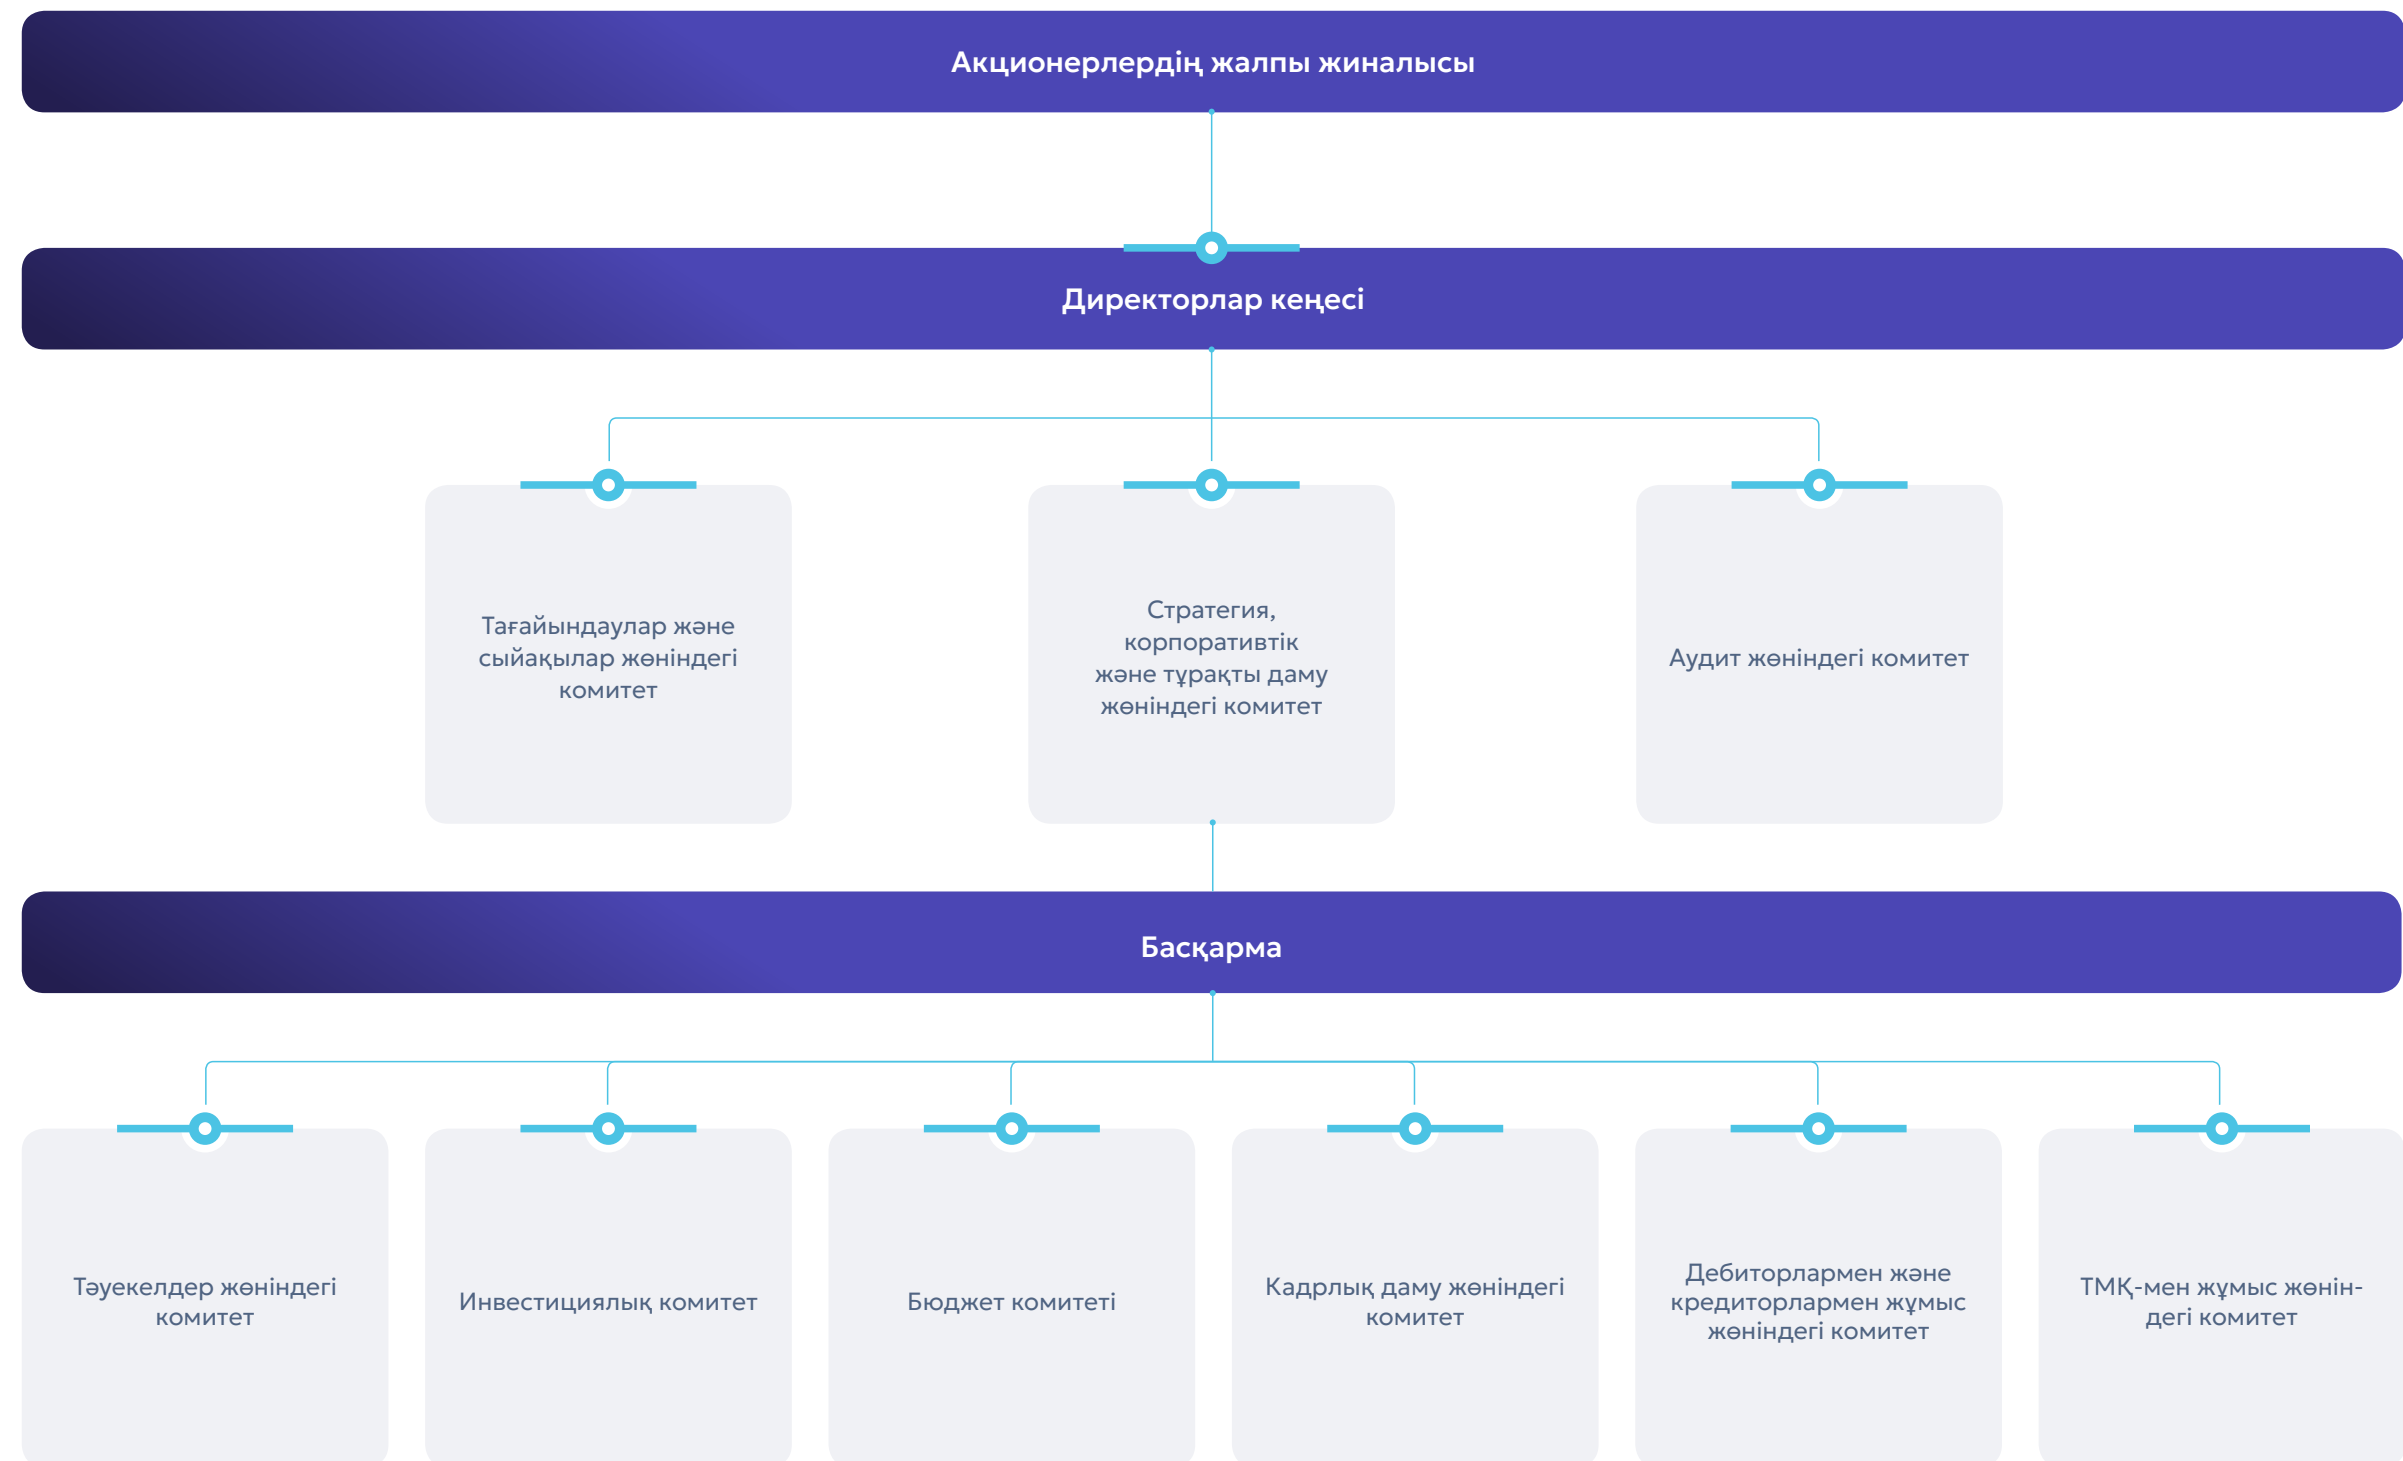 Акционерлердің жалпы жиналысы
Директорлар кеңесі
Тағайындаулар және
сыйақылар жөніндегі
комитет
Стратегия,
корпоративтік
және тұрақты даму
жөніндегі комитет
Аудит жөніндегі комитет
Басқарма
Тәуекелдер жөніндегі
комитет
Инвестициялық комитет
Бюджет комитеті
Кадрлық даму жөніндегі
комитет
Дебиторлармен және
кредиторлармен жұмыс
жөніндегі комитет
ТМҚ-мен жұмыс жөнін-
дегі комитет